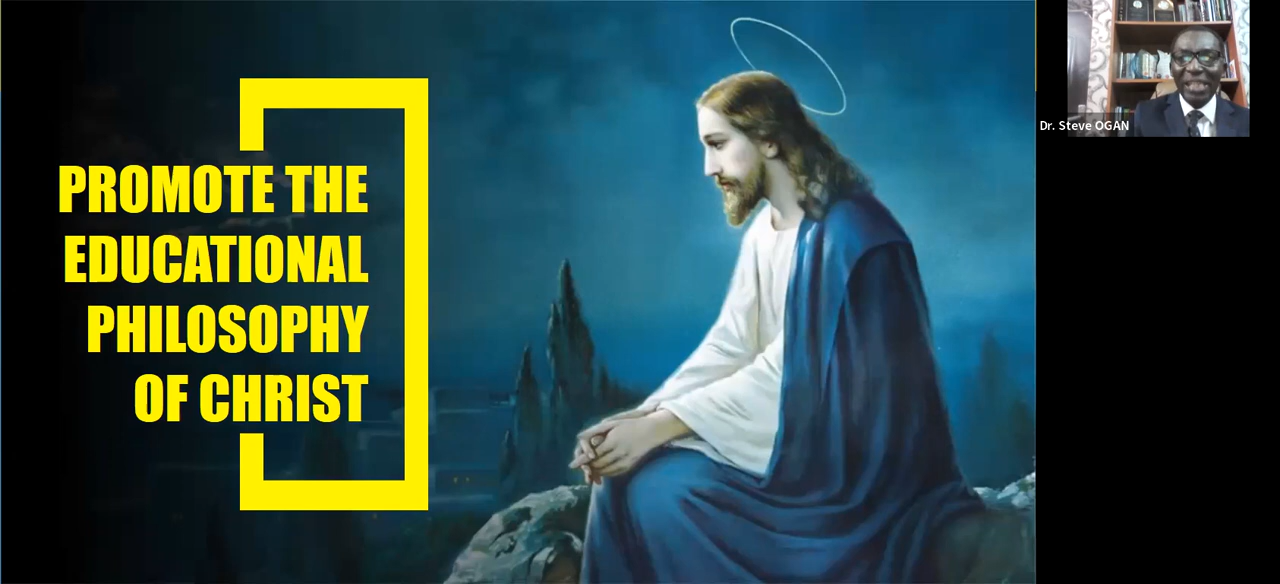 PROMOTE THE
EDUCATIONAL
PHILOSOPHY
OF CHRIST
Dr. Steve OGAN